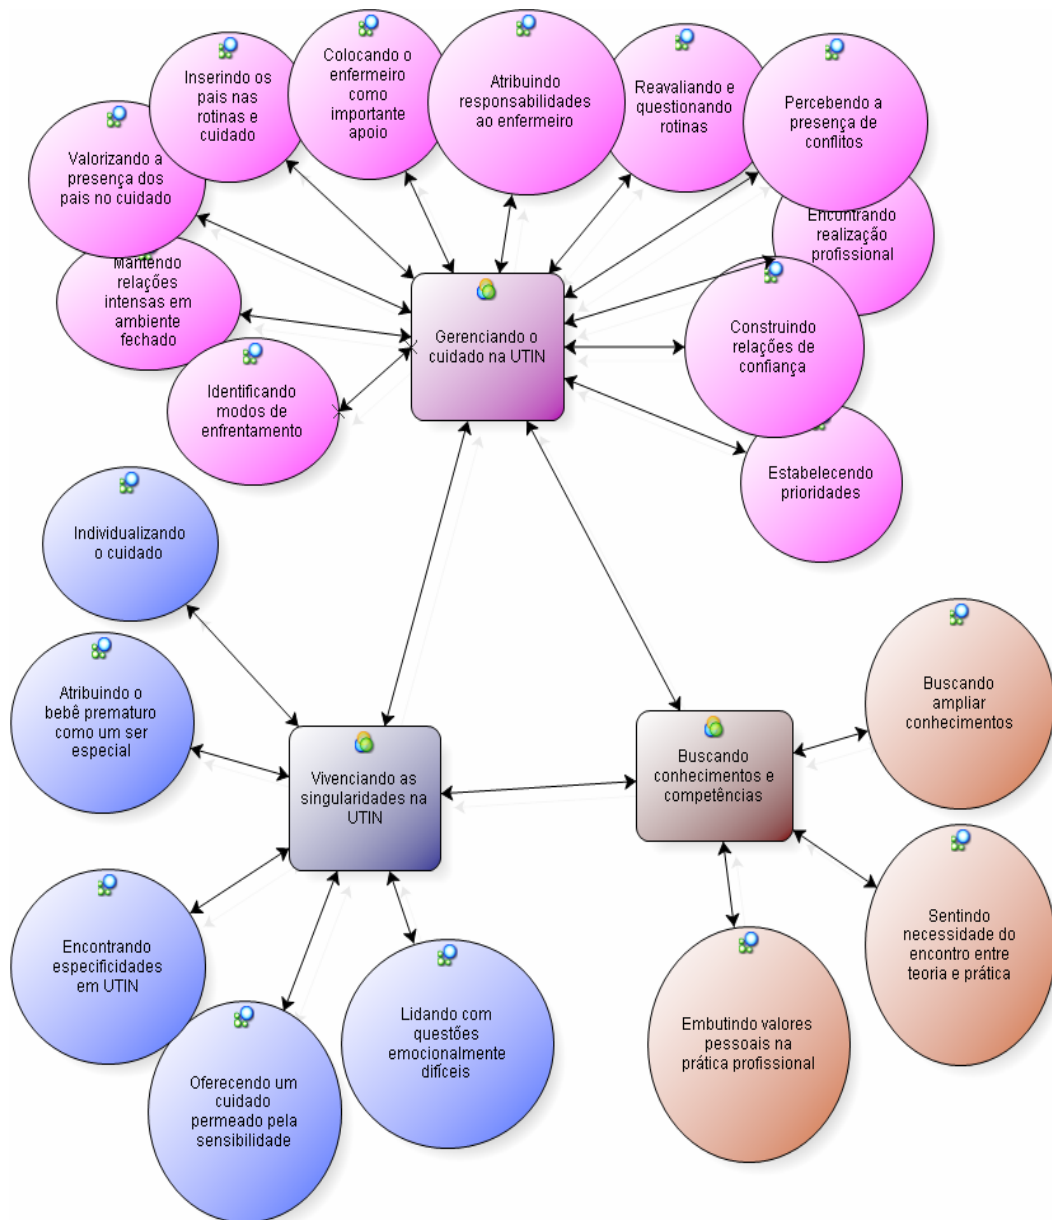 Colocando o
enfermeiro
como
importante
apoio
Atribuindo
responsabilidades
ao enfermeiro
Inserindo os
pais nas
rotinas e
cuidado
Reavaliando e
questionando
rotinas
Percebendo a
presença de
conflitos
Valorizando a
presença dos
pais no cuidado
Encontrando
realização
profissional
Mantendo
relações
intensas em
ambiente
fechado
Gerenciando o
cuidado na UTIN
Construindo
relações de
confiança
Identificando
modos de
enfrentamento
Estabelecendo
prioridades
Individualizando
o cuidado
Atribuindo o
bebê prematuro
como um ser
especial
Buscando
ampliar
conhecimentos
Vivenciando as
singularidades na
UTIN
Buscando
conhecimentos e
competências
Encontrando
especificidades
em UTIN
Sentindo
necessidade do
encontro entre
teoria e prática
Lidando com
questões
emocionalmente
difíceis
Embutindo valores
pessoais na
prática profissional
Oferecendo um
cuidado
permeado pela
sensibilidade